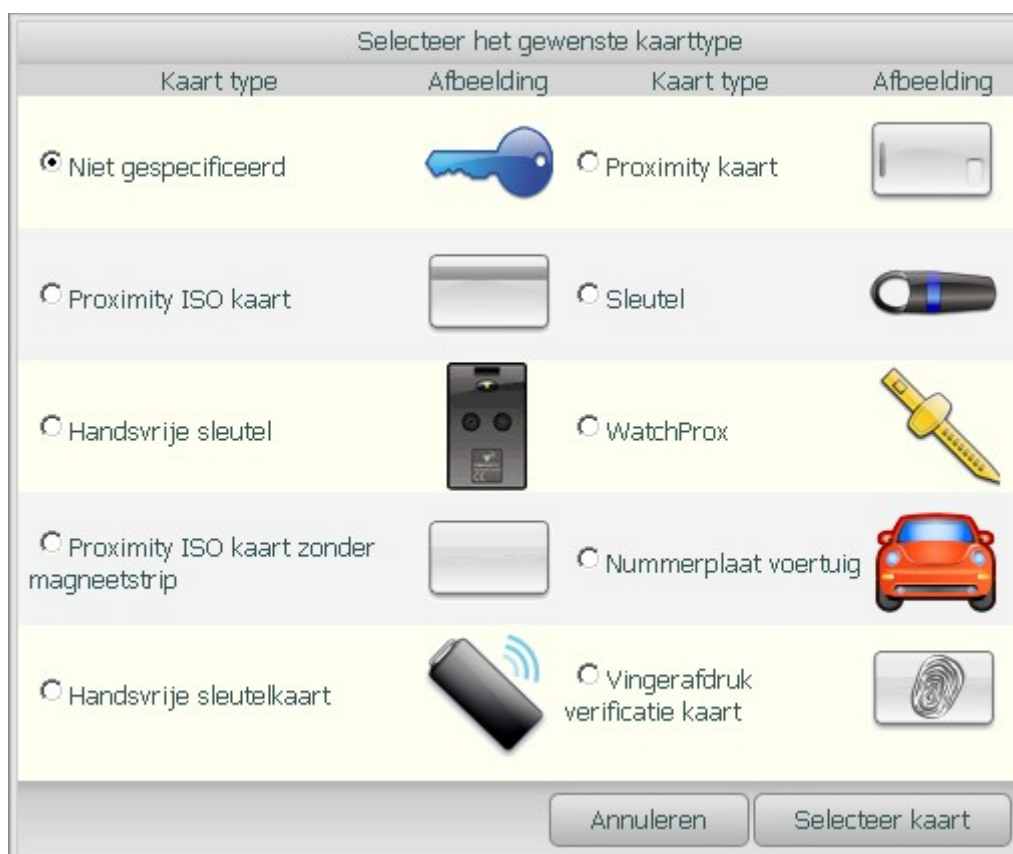 Selecteer het gewenste kaarttype
Kaart type Afbeelding Kaart type Afbeelding
Niet gespecificeerd
Proximity kaart
Proximity ISO kaart
Sleutel
Handsvrije sleutel
WatchProx
Proximity ISO kaart zonder
magneetstrip
Nummerplaat voertuig
Handsvrije sleutelkaart
Vingerafdruk
verificatie kaart
Annuleren
Selecteer kaart